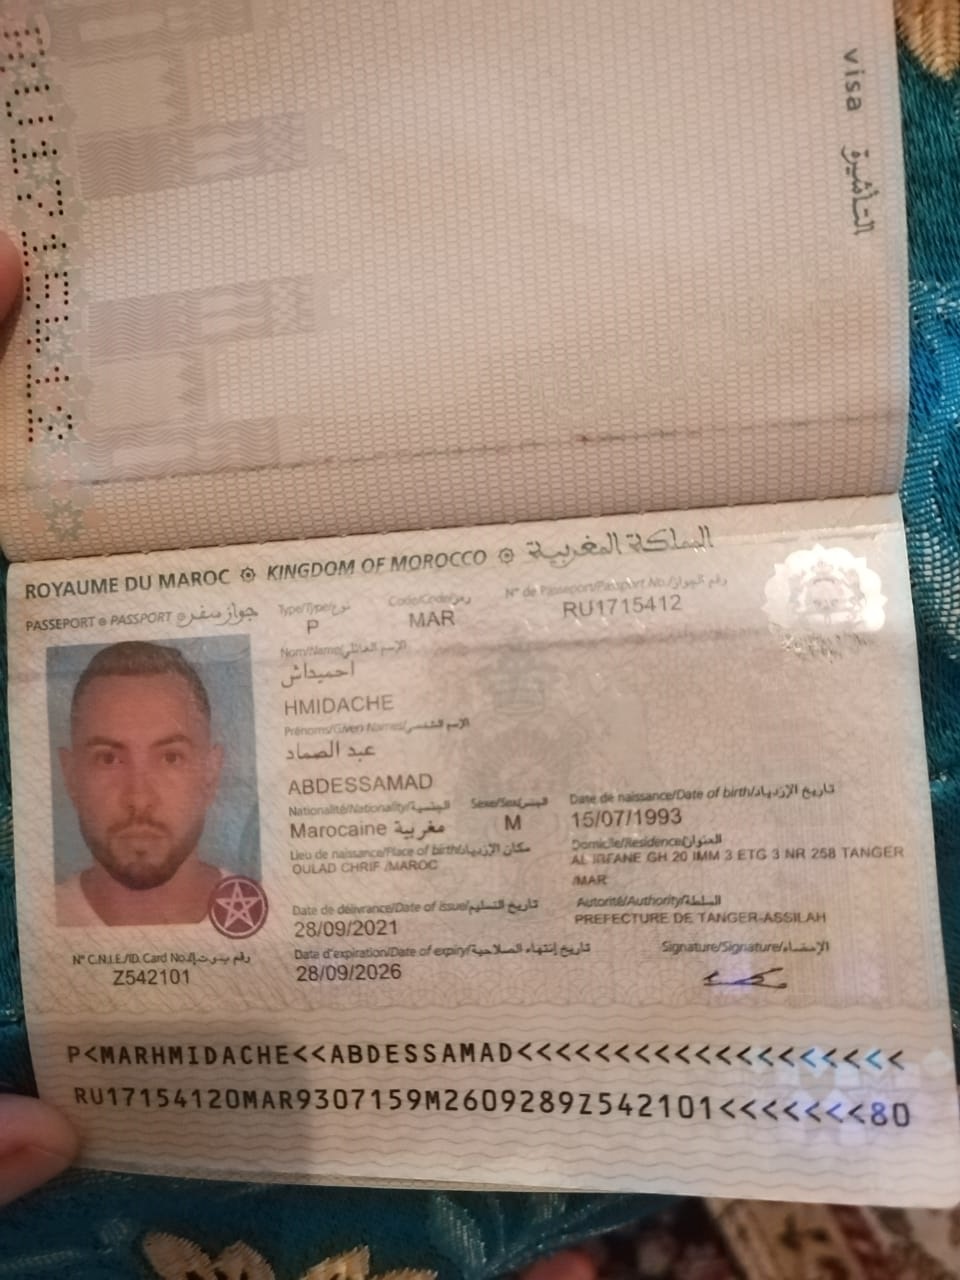 visa التأشيرة
ROYAUME DU MAROC KINGDOM OF MOROCCO المملكة المغربية
PASSEPORT PASSPORT جواز سفر
Type/Type/نوع Code/Code/رمز N° de Passeport/Passport No./رقم الجواز
P MAR RU1715412
Nom/Name/الإسم العائلي
احميداش
HMIDACHE
Prénoms/Given Names/الإسم الشخصي
عبد الصماد
ABDESSAMAD
Nationalité/Nationality/الجنسية Sexe/Sex/الجنس Date de naissance/Date of birth/تاريخ الإزدياد
Marocaine مغربية M 15/07/1993
Lieu de naissance/Place of birth/مكان الإزدياد Domicile/Residence/العنوان
OULAD CHRIF /MAROC AL IRFANE GH 20 IMM 3 ETG 3 NR 258 TANGER
/MAR
Date de délivrance/Date of issue/تاريخ التسليم Autorité/Authority/السلطة
28/09/2021 PREFECTURE DE TANGER-ASSILAH
Date d'expiration/Date of expiry/تاريخ إنتهاء الصلاحية Signature/Signature/الإمضاء
28/09/2026
N° C.N.I.E./ID. Card No./رقم ب.و.ت.إ
Z542101
P<MARHMIDACHE<<ABDESSAMAD<<<<<<<<<<<<<<<<<<<
RU17154120MAR9307159M2609289Z542101<<<<<<<80